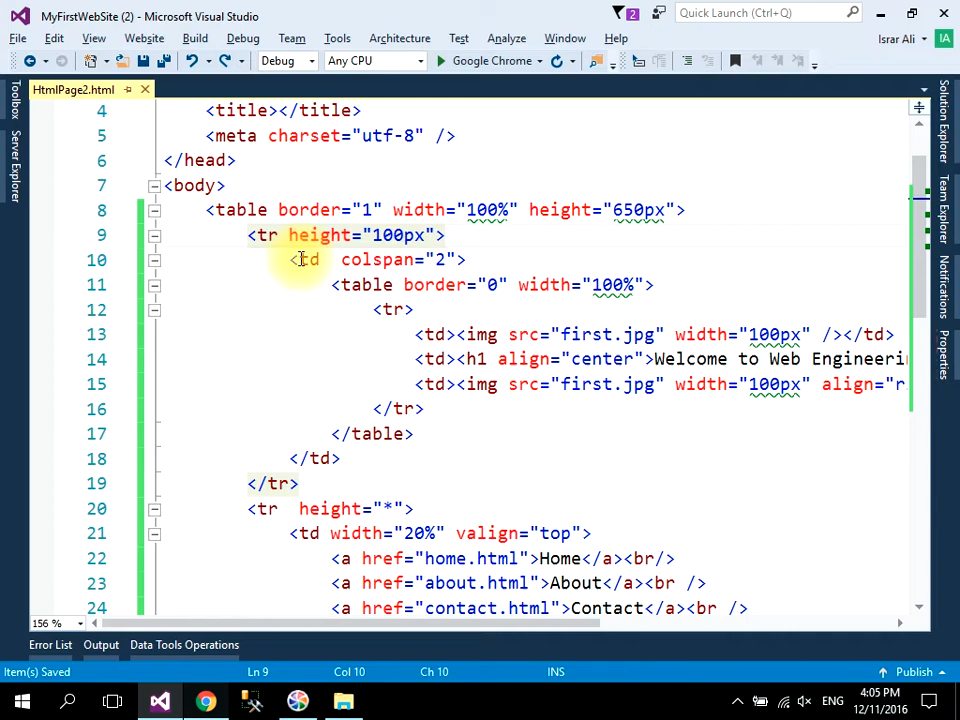 MyFirstWebSite (2) - Microsoft Visual Studio
2
Quick Launch (Ctrl+Q)
File Edit View Website Build Debug Team Tools Architecture Test Analyze Window Help
Israr Ali IA
Debug Any CPU Google Chrome
HtmlPage2.html
Toolbox
Server Explorer
4 <title></title>
5 <meta charset="utf-8" />
6 </head>
7 <body>
8 <table border="1" width="100%" height="650px">
9 <tr height="100px">
10 <td colspan="2">
11 <table border="0" width="100%">
12 <tr>
13 <td><img src="first.jpg" width="100px" /></td>
14 <td><h1 align="center">Welcome to Web Engineerin
15 <td><img src="first.jpg" width="100px" align="r
16 </tr>
17 </table>
18 </td>
19 </tr>
20 <tr height="*">
21 <td width="20%" valign="top">
22 <a href="home.html">Home</a><br/>
23 <a href="about.html">About</a><br />
24 <a href="contact.html">Contact</a><br />
Solution Explorer
Team Explorer
Notifications
Properties
156 %
Error List Output Data Tools Operations
Item(s) Saved Ln 9 Col 10 Ch 10 INS Publish
ENG
4:05 PM
12/11/2016